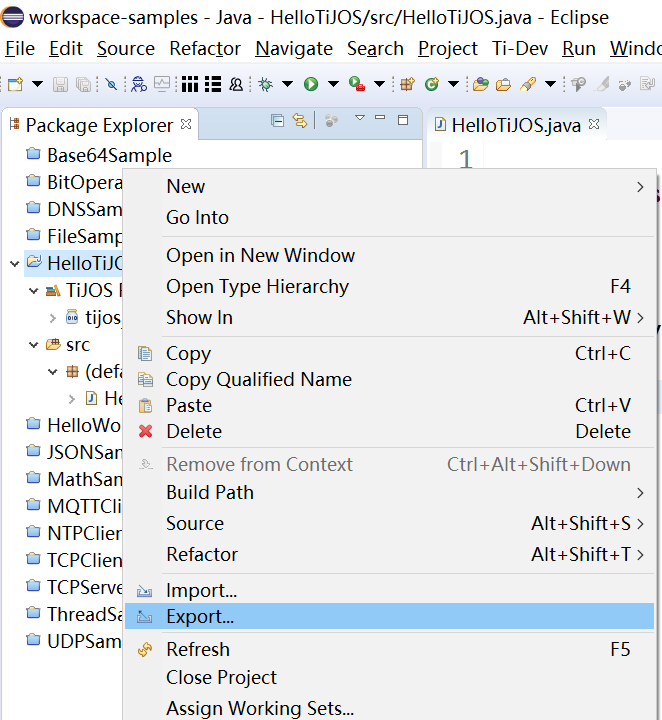 workspace-samples - Java - HelloTiJOS/src/HelloTiJOS.java - Eclipse
File Edit Source Refactor Navigate Search Project Ti-Dev Run Windo
Package Explorer
HelloTiJOS.java
1
Base64Sample
BitOpera
DNSSam
FileSamp
HelloTiJO
TiJOS
tijos
src
(defa
He
HelloWo
JSONSan
MathSan
MQTTCli
NTPClien
TCPClien
TCPServe
ThreadSa
UDPSam
New
Go Into
Open in New Window
Open Type Hierarchy F4
Show In Alt+Shift+W
Copy Ctrl+C
Copy Qualified Name
Paste Ctrl+V
Delete Delete
Remove from Context Ctrl+Alt+Shift+Down
Build Path
Source Alt+Shift+S
Refactor Alt+Shift+T
Import...
Export...
Refresh F5
Close Project
Assign Working Sets...